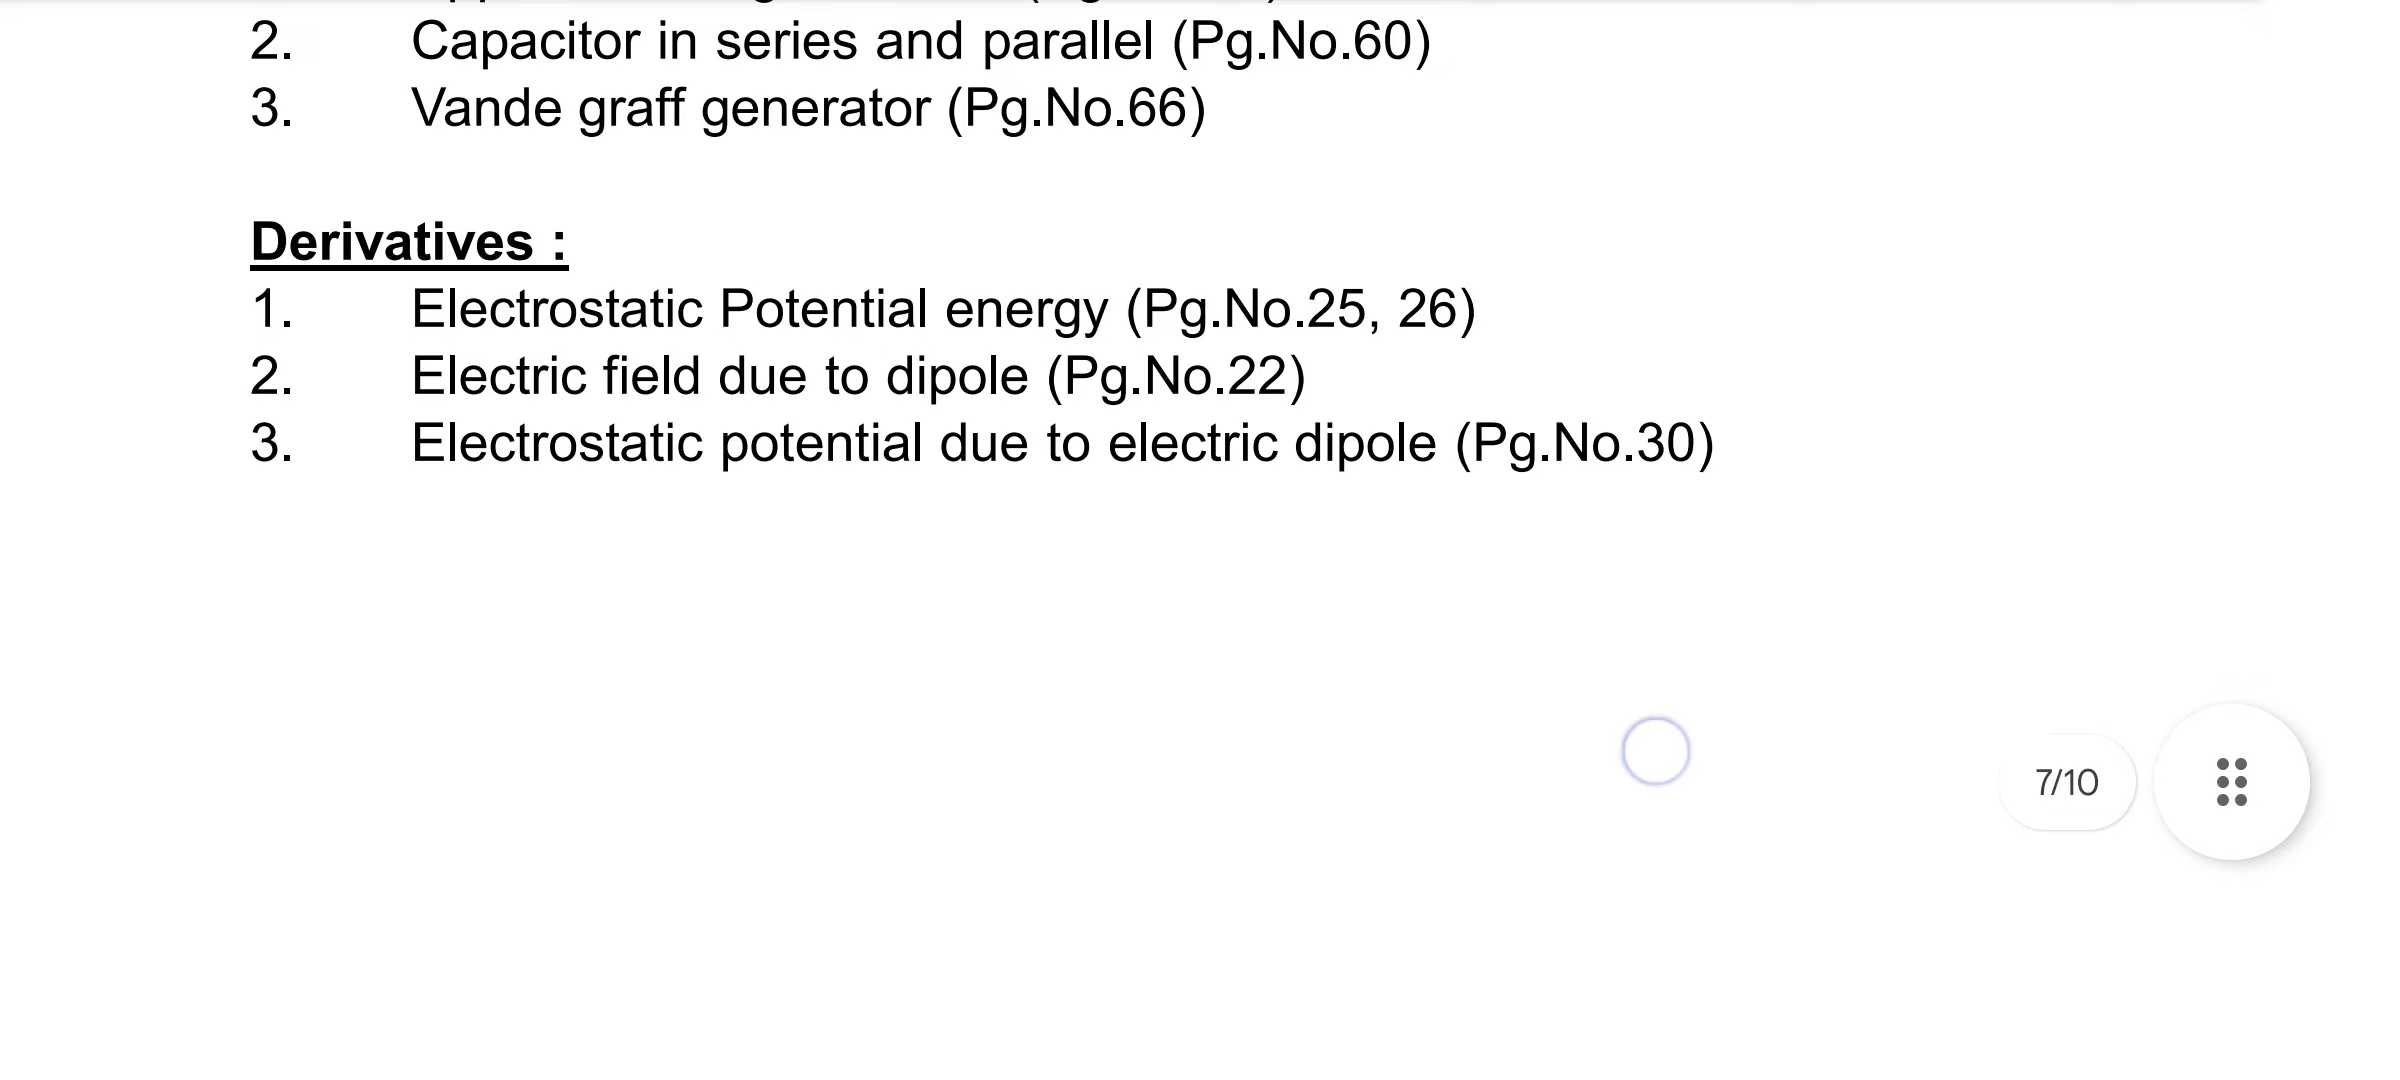 2. Capacitor in series and parallel (Pg.No.60)
3. Vande graff generator (Pg.No.66)
Derivatives :
1. Electrostatic Potential energy (Pg.No.25, 26)
2. Electric field due to dipole (Pg.No.22)
3. Electrostatic potential due to electric dipole (Pg.No.30)
7/10